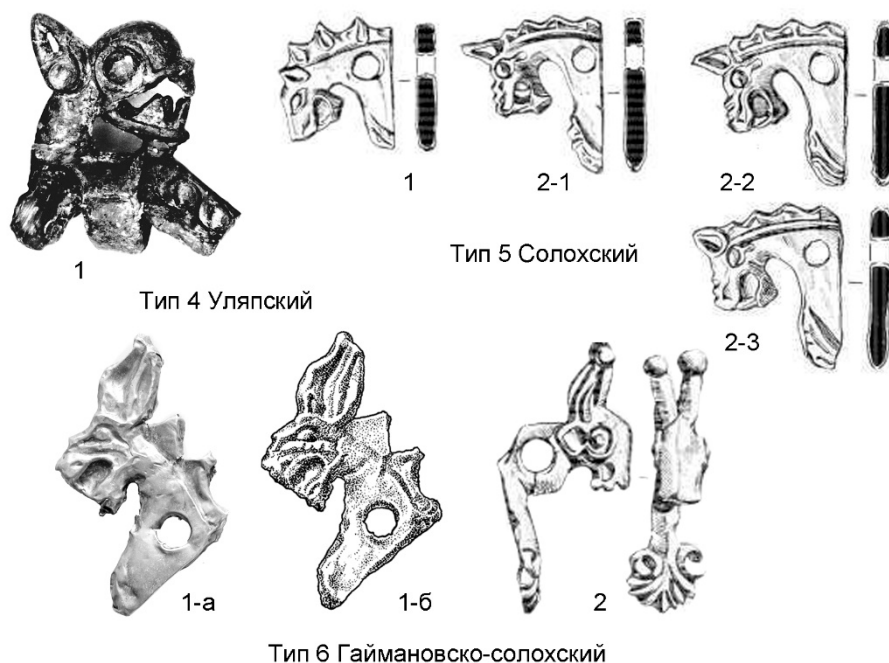 1
2-1
2-2
1
Тип 5 Солохский
Тип 4 Уляпский
2-3
1-а
1-б
2
Тип 6 Гаймановско-солохский